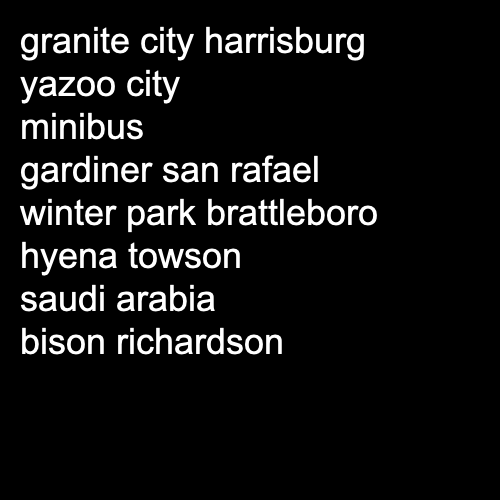 granite city harrisburg
yazoo city
minibus
gardiner san rafael
winter park brattleboro
hyena towson
saudi arabia
bison richardson